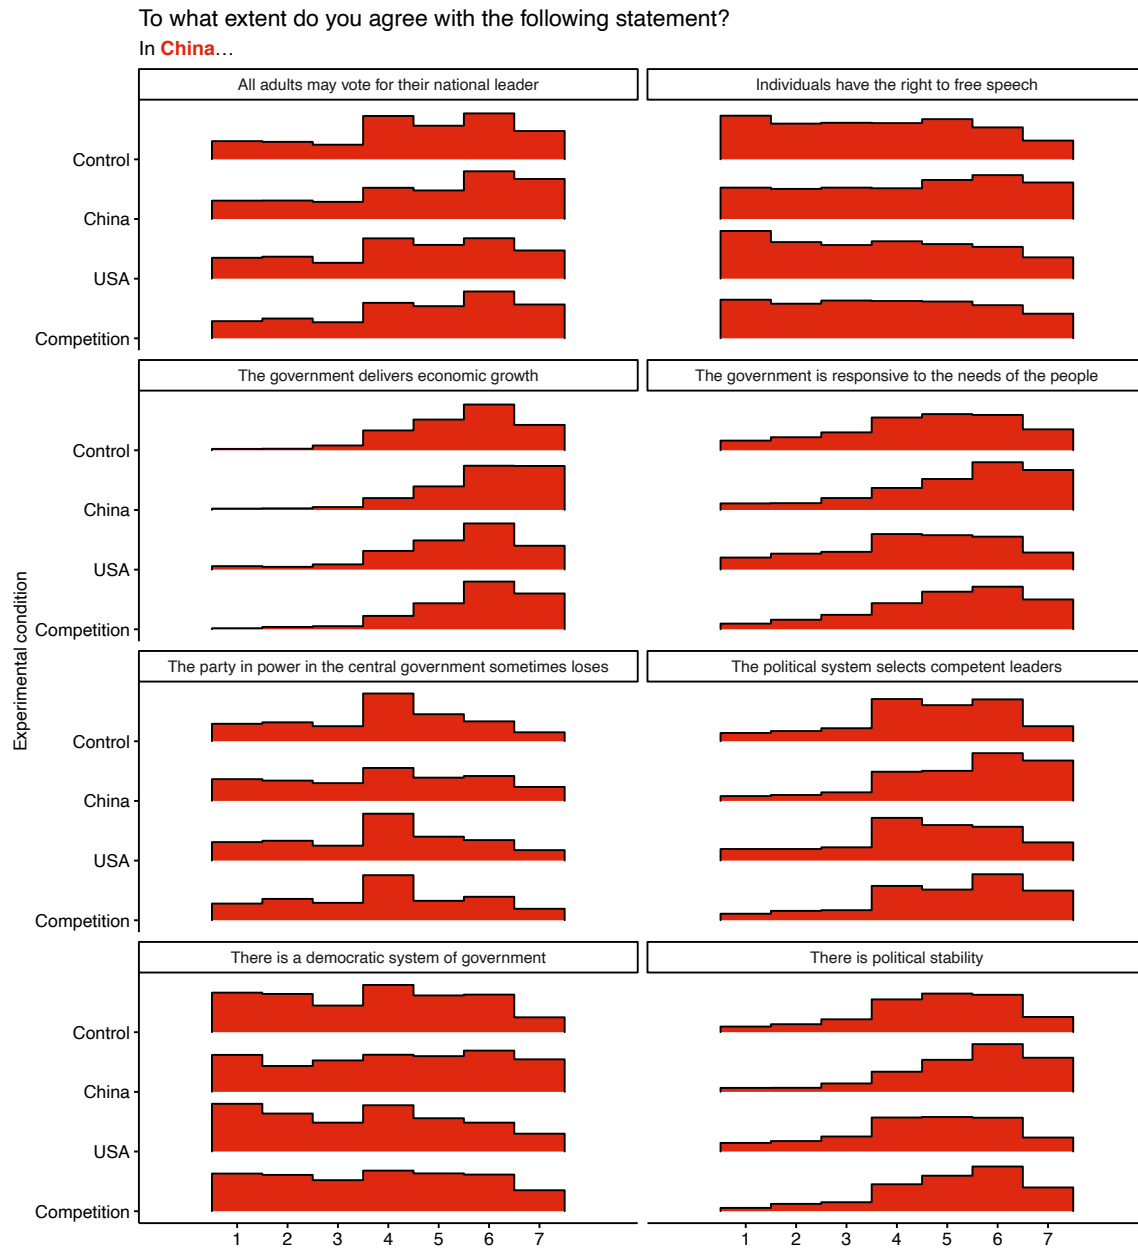 To what extent do you agree with the following statement?
In China…
All adults may vote for their national leader
Individuals have the right to free speech
Control
China
USA
Competition
The government delivers economic growth
The government is responsive to the needs of the people
Control
China
USA
Competition
Experimental condition
The party in power in the central government sometimes loses
The political system selects competent leaders
Control
China
USA
Competition
There is a democratic system of government
There is political stability
Control
China
USA
Competition
1 2 3 4 5 6 7
1 2 3 4 5 6 7